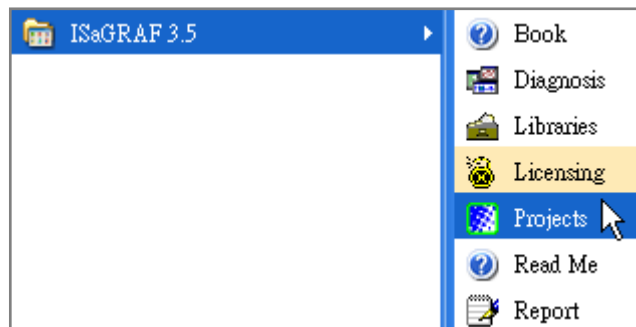 ISaGRAF 3.5
Book
Diagnosis
Libraries
Licensing
Projects
Read Me
Report